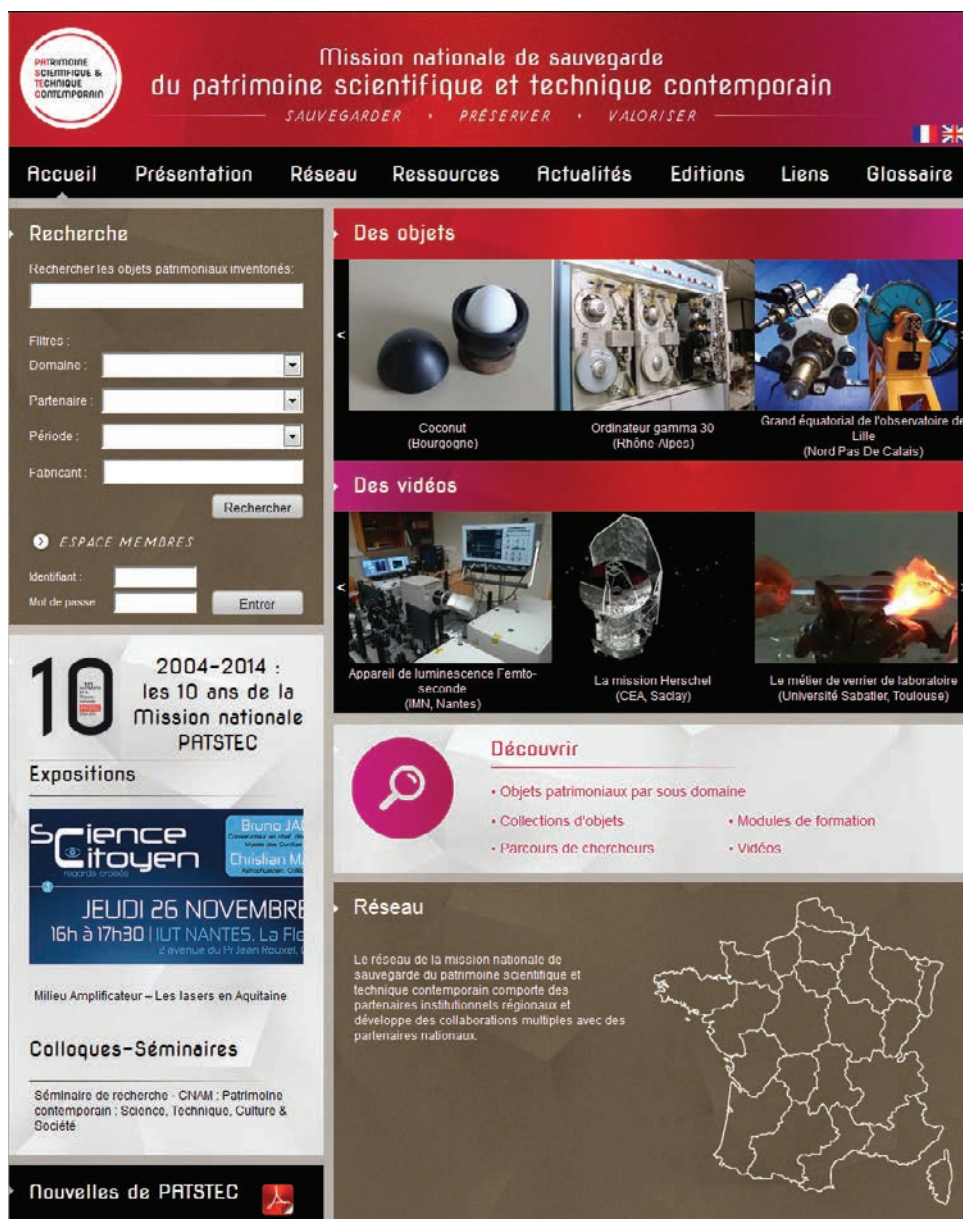 PATRIMOINE
SCIENTIFIQUE &
TECHNIQUE
CONTEMPORAIN
Mission nationale de sauvegarde
du patrimoine scientifique et technique contemporain
SAUVEGARDER • PRÉSERVER • VALORISER
Accueil Présentation Réseau Ressources Actualités Editions Liens Glossaire
Recherche
Rechercher les objets patrimoniaux inventoriés:
Filtres :
Domaine :
Partenaire :
Période :
Fabricant :
Rechercher
ESPACE MEMBRES
Identifiant :
Mot de passe
Entrer
Des objets
<
Coconut
(Bourgogne)
Ordinateur gamma 30
(Rhône-Alpes)
Grand équatorial de l'observatoire de
Lille
(Nord Pas De Calais)
Des vidéos
<
Appareil de luminescence Femto-
seconde
(IMN, Nantes)
La mission Herschel
(CEA, Saclay)
Le métier de verrier de laboratoire
(Université Sabatier, Toulouse)
10
2004-2014 :
les 10 ans de la
Mission nationale
PATSTEC
Expositions
Science
Citoyen
regards croisés
Bruno JA
Christian MA
JEUDI 26 NOVEMBRE
16h à 17h30 | IUT NANTES, La Fle
2 avenue du Pr Jean Rouxel,
Milieu Amplificateur – Les lasers en Aquitaine
Colloques-Séminaires
Séminaire de recherche - CNAM : Patrimoine
contemporain : Science, Technique, Culture &
Société
Nouvelles de PATSTEC
Découvrir
• Objets patrimoniaux par sous domaine
• Collections d'objets
• Modules de formation
• Parcours de chercheurs
• Vidéos
Réseau
Le réseau de la mission nationale de
sauvegarde du patrimoine scientifique et
technique contemporain comporte des
partenaires institutionnels régionaux et
développe des collaborations multiples avec des
partenaires nationaux.